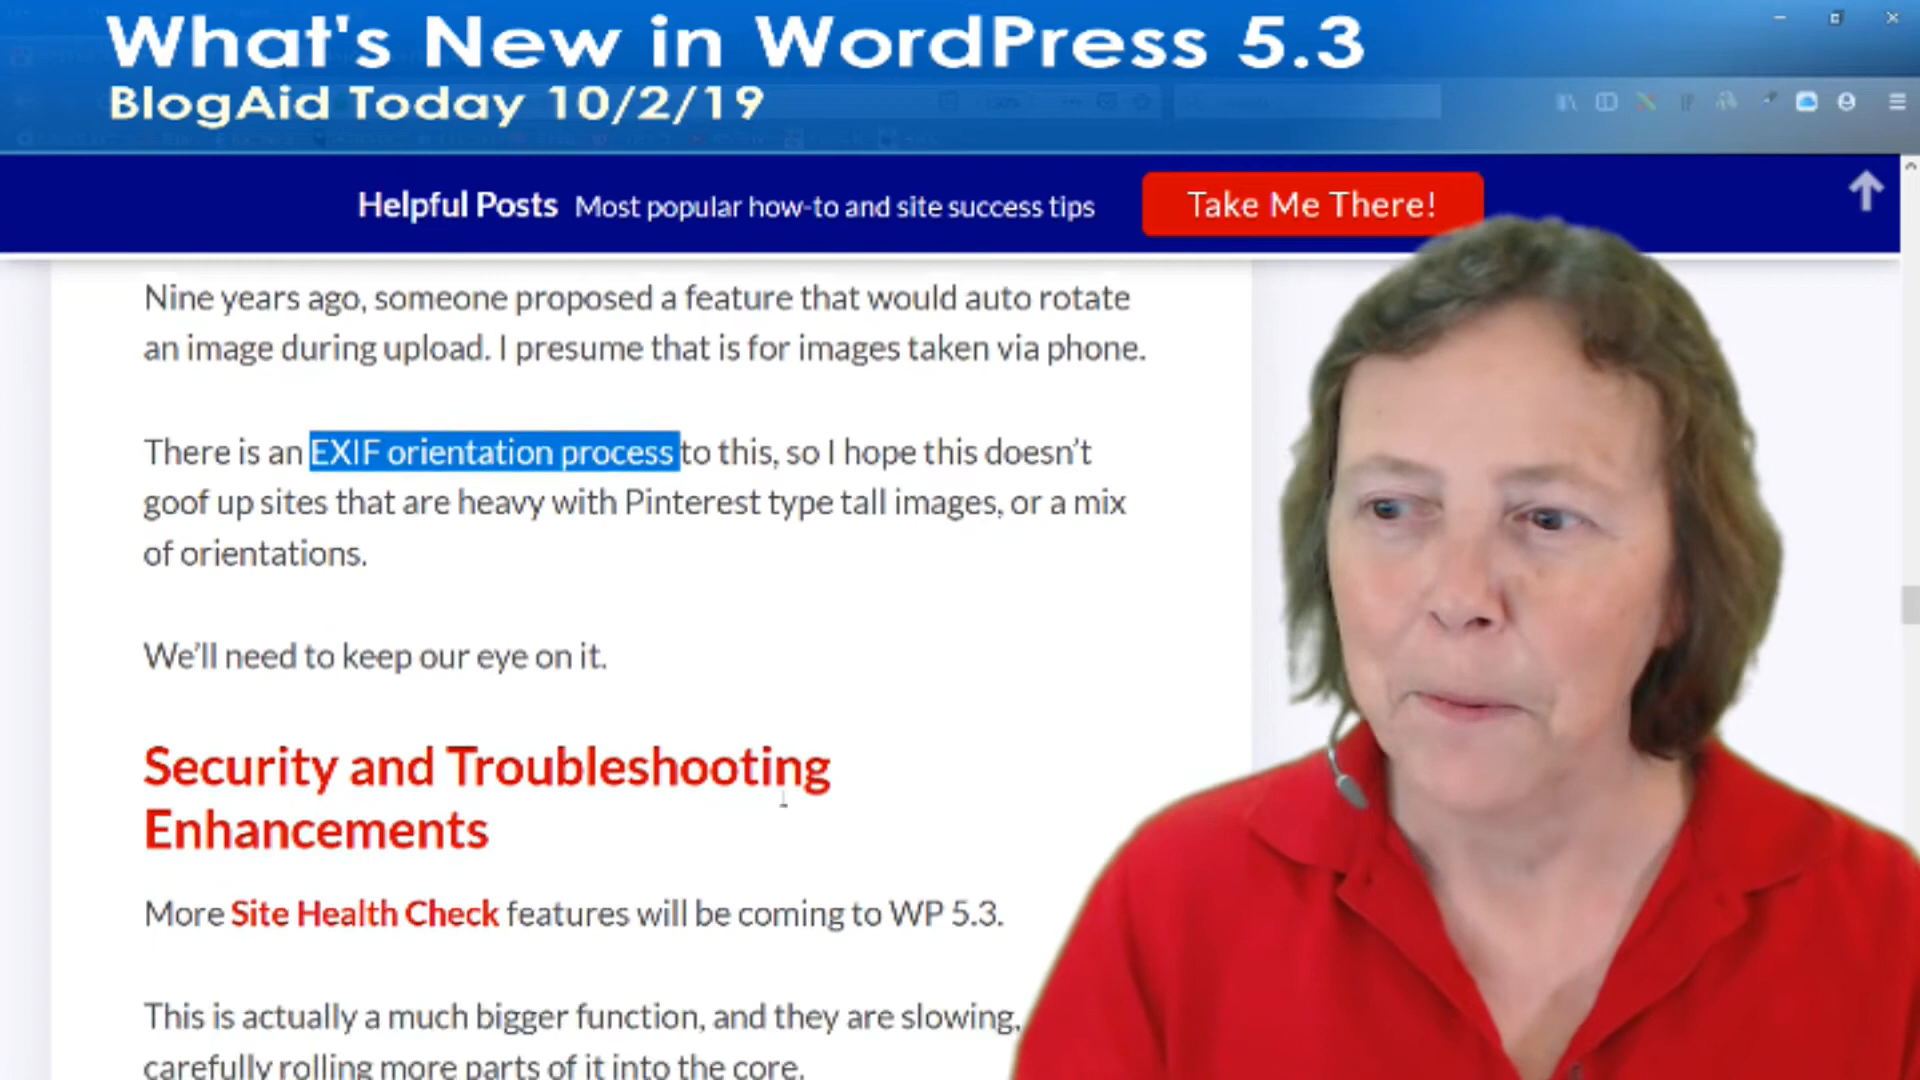 What's New in WordPress 5.3
BlogAid Today 10/2/19
Helpful Posts Most popular how-to and site success tips Take Me There!
Nine years ago, someone proposed a feature that would auto rotate
an image during upload. I presume that is for images taken via phone.
There is an EXIF orientation process to this, so I hope this doesn't
goof up sites that are heavy with Pinterest type tall images, or a mix
of orientations.
We'll need to keep our eye on it.
Security and Troubleshooting
Enhancements
More Site Health Check features will be coming to WP 5.3.
This is actually a much bigger function, and they are slowing,
carefully rolling more parts of it into the core.